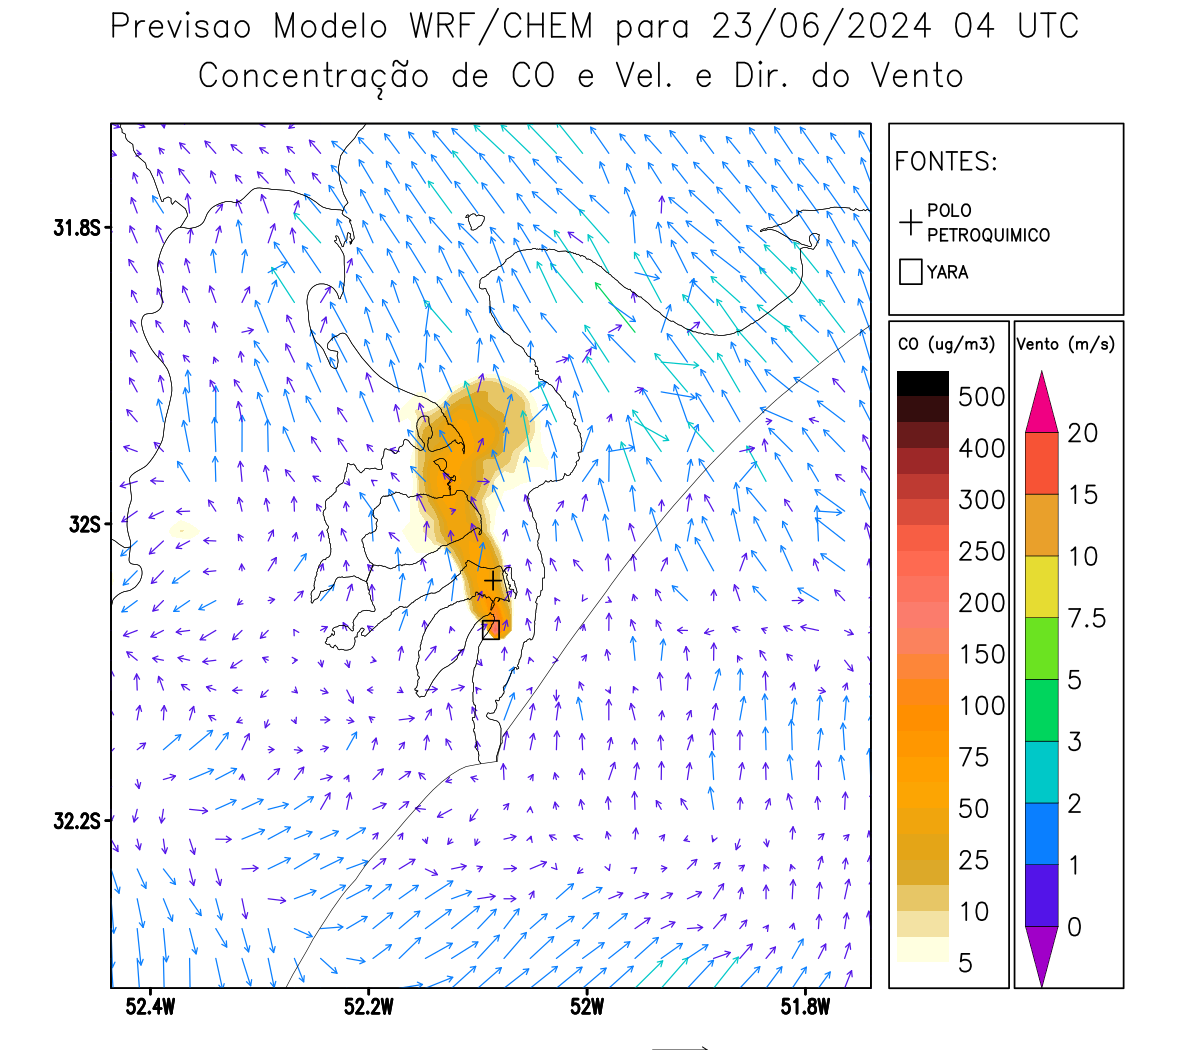 Previsao Modelo WRF/CHEM para 23/06/2024 04 UTC
Concentração de CO e Vel. e Dir. do Vento
FONTES:
POLO
PETROQUIMICO
YARA
CO (ug/m3)
500
400
300
250
200
150
100
75
50
25
10
5
Vento (m/s)
20
15
10
7.5
5
3
2
1
0
31.8S
32S
32.2S
52.4W
52.2W
52W
51.8W